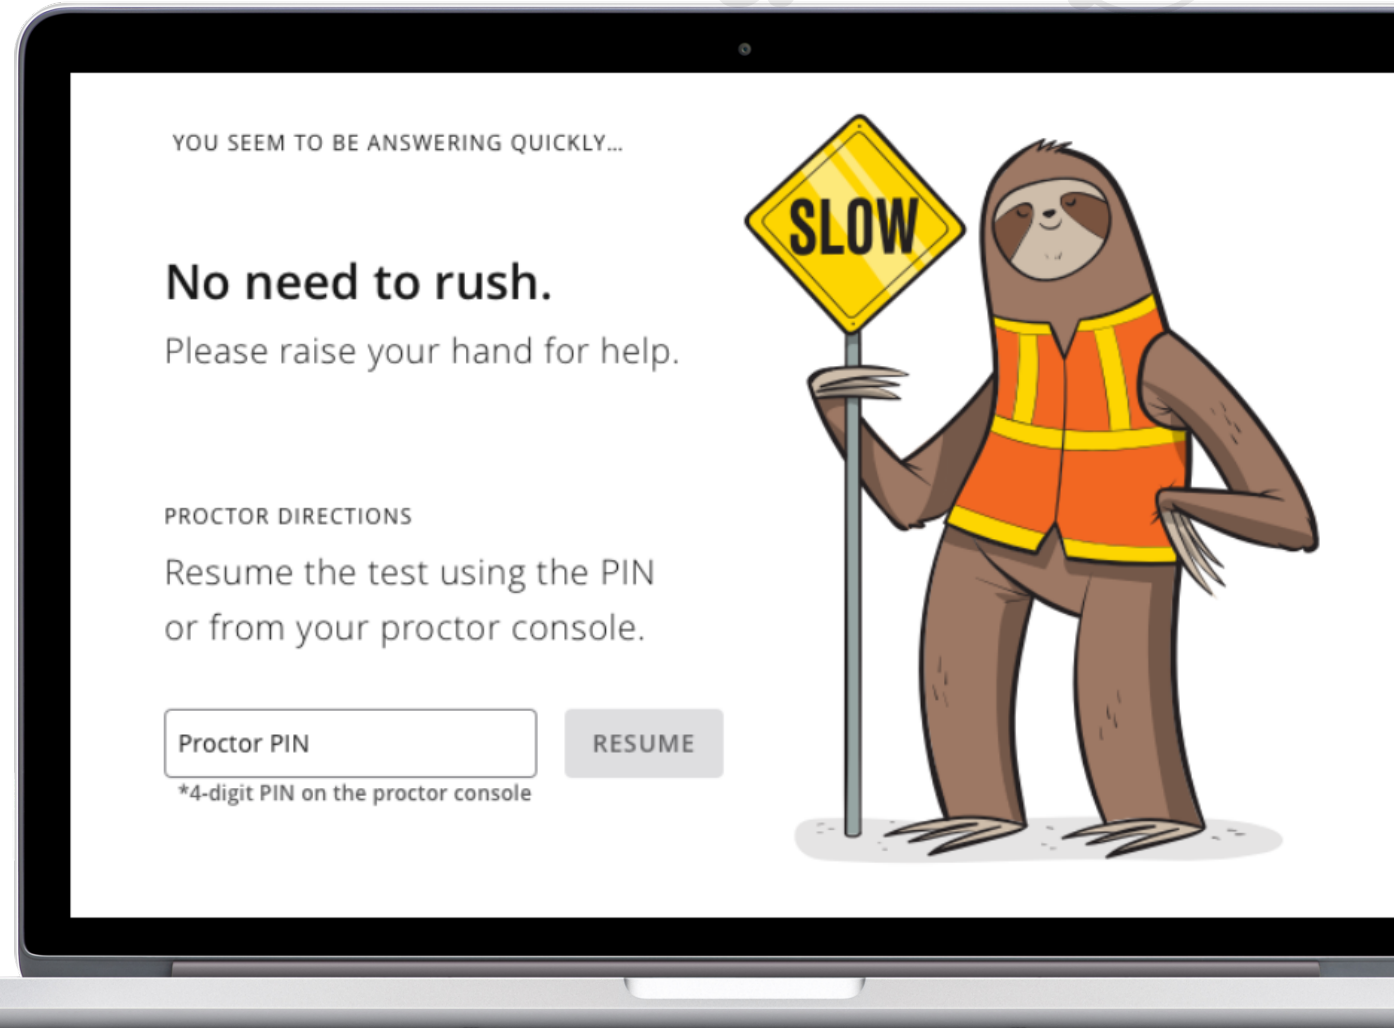 YOU SEEM TO BE ANSWERING QUICKLY...
No need to rush.
Please raise your hand for help.
PROCTOR DIRECTIONS
Resume the test using the PIN
or from your proctor console.
Proctor PIN
RESUME
*4-digit PIN on the proctor console
SLOW